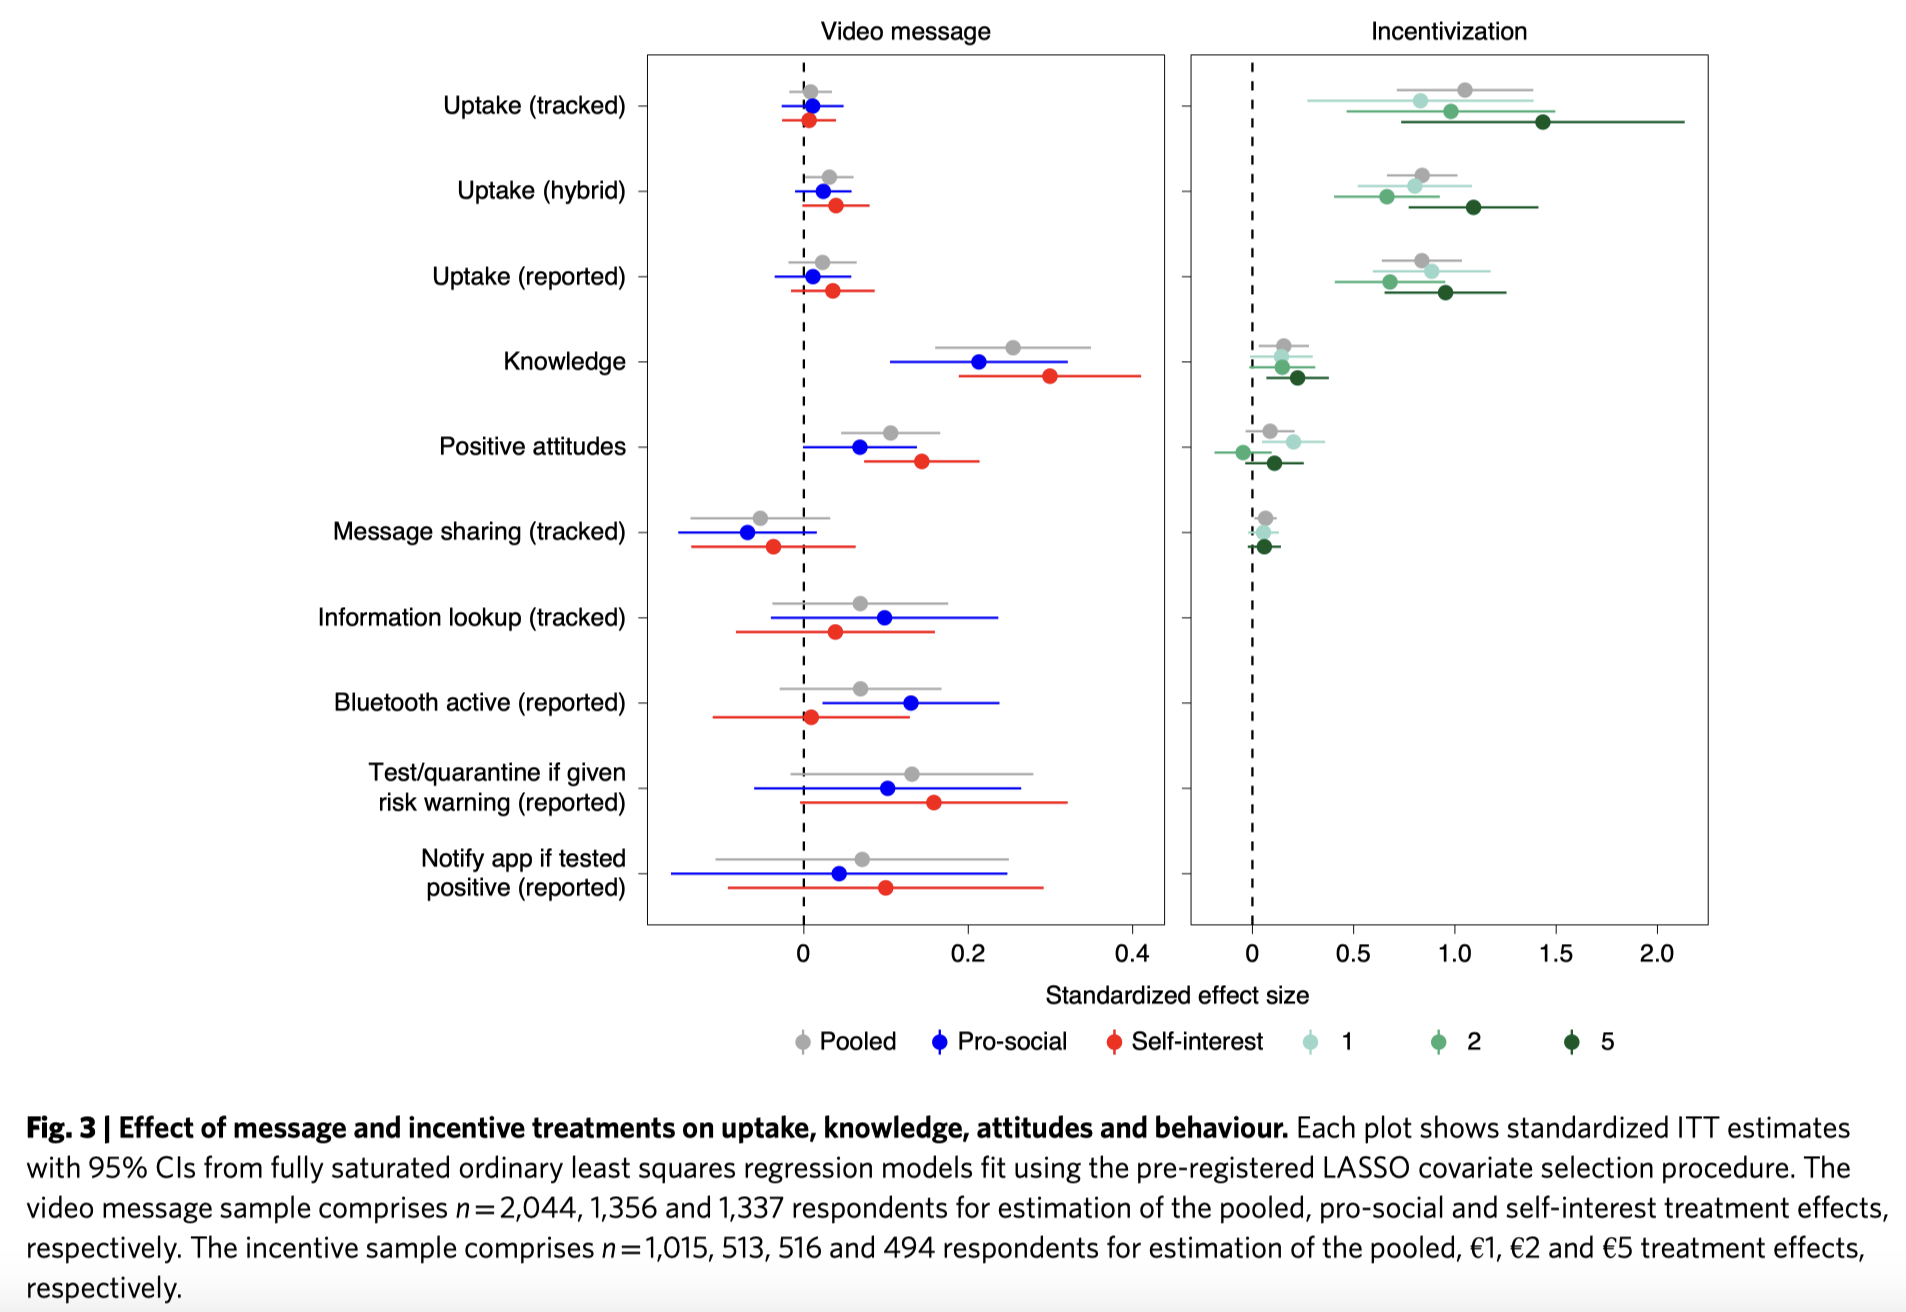 Video message
Incentivization
Uptake (tracked)
Uptake (hybrid)
Uptake (reported)
Knowledge
Positive attitudes
Message sharing (tracked)
Information lookup (tracked)
Bluetooth active (reported)
Test/quarantine if given
risk warning (reported)
Notify app if tested
positive (reported)
0 0.2 0.4
0 0.5 1.0 1.5 2.0
Standardized effect size
Pooled Pro-social Self-interest 1 2 5
Fig. 3 | Effect of message and incentive treatments on uptake, knowledge, attitudes and behaviour. Each plot shows standardized ITT estimates
with 95% CIs from fully saturated ordinary least squares regression models fit using the pre-registered LASSO covariate selection procedure. The
video message sample comprises n = 2,044, 1,356 and 1,337 respondents for estimation of the pooled, pro-social and self-interest treatment effects,
respectively. The incentive sample comprises n = 1,015, 513, 516 and 494 respondents for estimation of the pooled, €1, €2 and €5 treatment effects,
respectively.